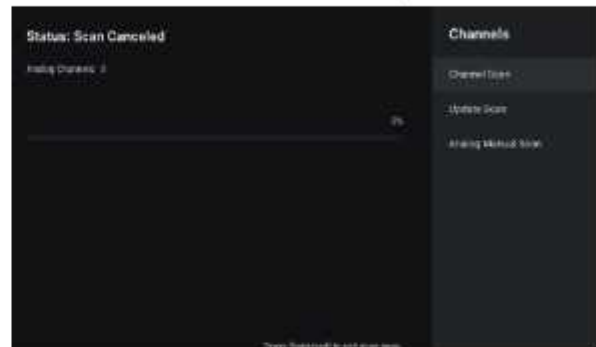 Status: Scan Canceled
Analog Channels: 0
0%
Channels
Channel Scan
Update Scan
Analog Manual Scan